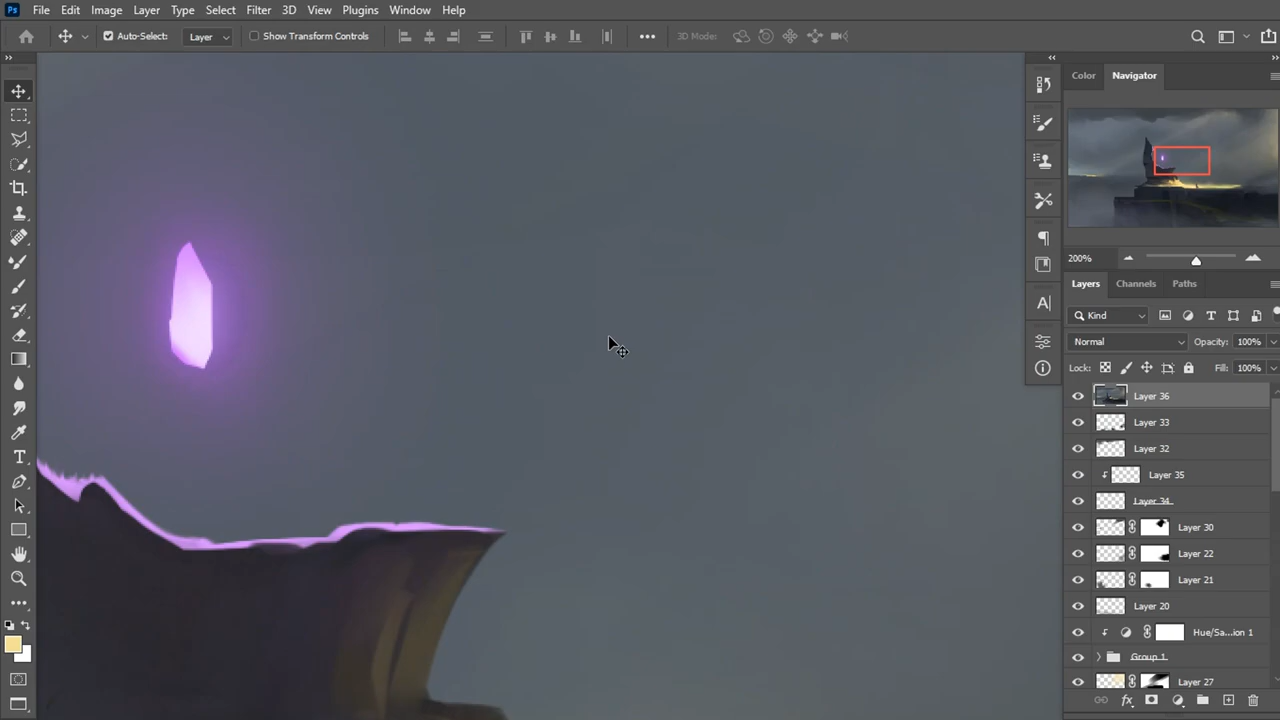 Ps File Edit Image Layer Type Select Filter 3D View Plugins Window Help
Auto-Select: Layer Show Transform Controls 3D Mode:
Color Navigator
200%
Layers Channels Paths
Kind
Normal Opacity: 100%
Lock: Fill: 100%
Layer 36
Layer 33
Layer 32
Layer 35
Layer 34
Layer 30
Layer 22
Layer 21
Layer 20
Hue/Sa...ion 1
Group 1
Layer 27